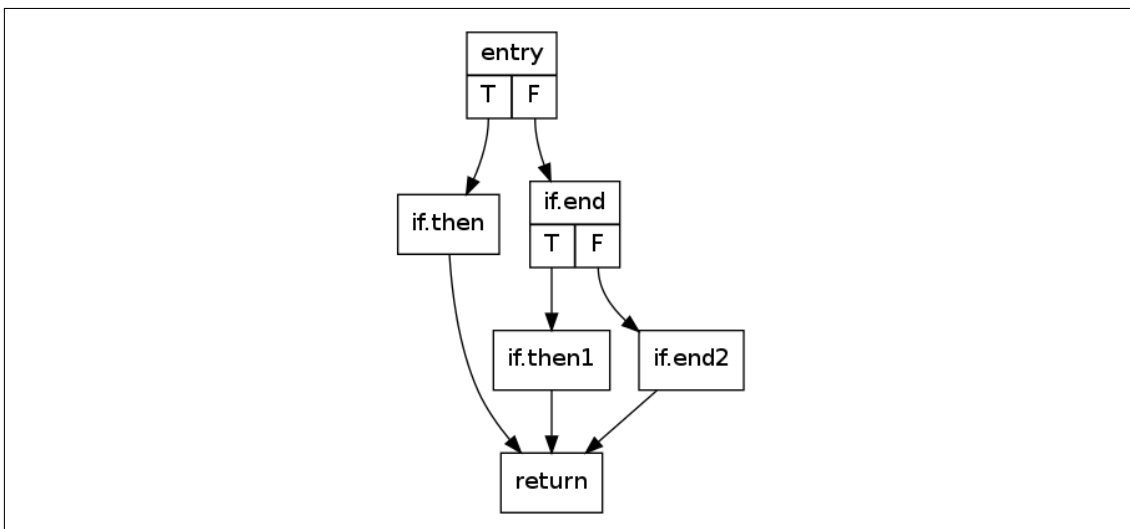 entry
T F
if.then
if.end
T F
if.then1
if.end2
return